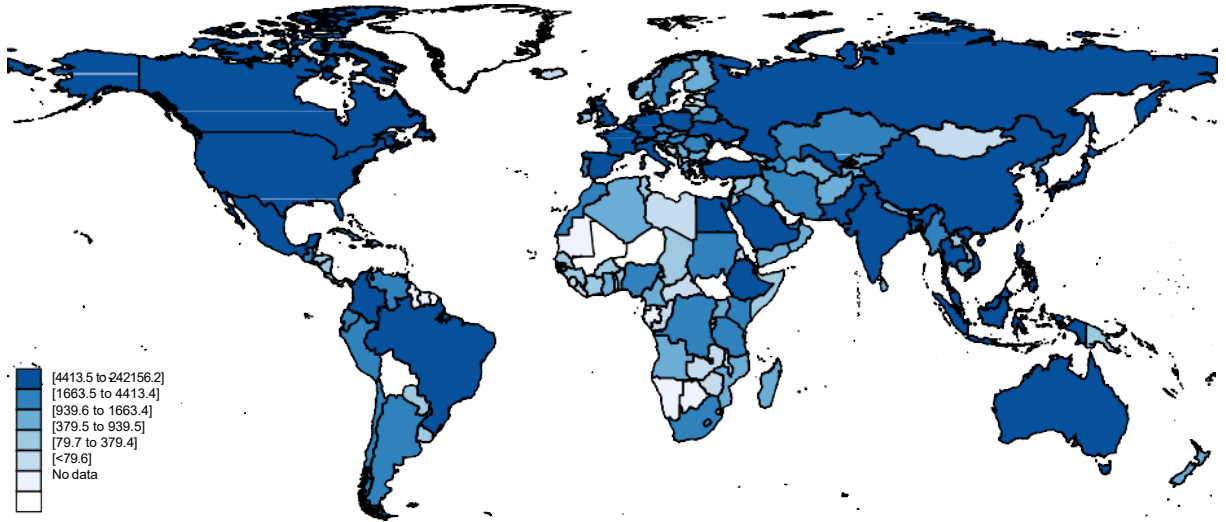 [4413.5 to 242156.2]
[1663.5 to 4413.4]
[939.6 to 1663.4]
[379.5 to 939.5]
[79.7 to 379.4]
[<79.6]
No data